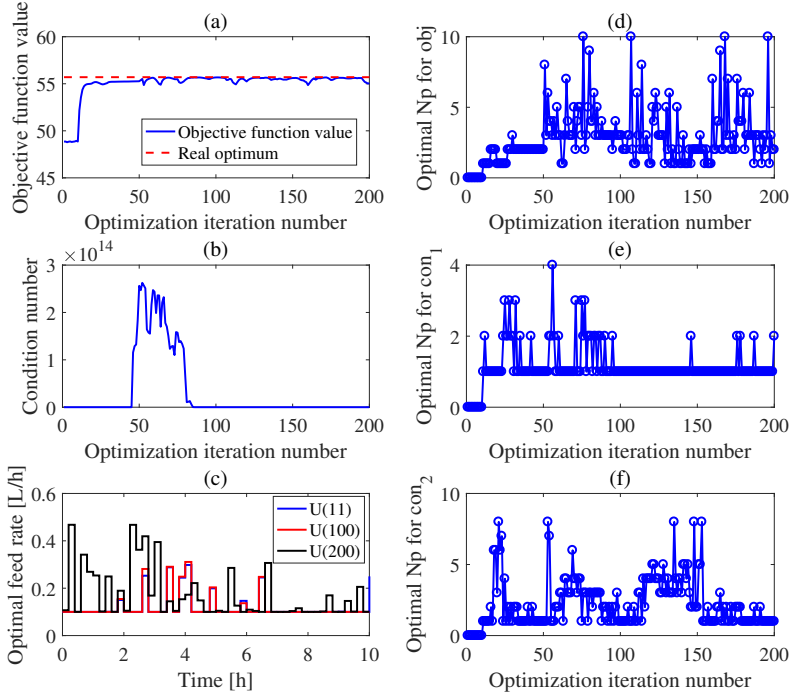 (a)
60
55
50
45
Objective function value
Objective function value
Real optimum
0 50 100 150 200
Optimization iteration number
(b)
×10^14
3
2
1
0
Condition number
0 50 100 150 200
Optimization iteration number
(c)
0.6
0.4
0.2
0
Optimal feed rate [L/h]
U(11)
U(100)
U(200)
0 2 4 6 8 10
Time [h]
(d)
10
5
0
Optimal Np for obj
0 50 100 150 200
Optimization iteration number
(e)
4
2
0
Optimal Np for con_1
0 50 100 150 200
Optimization iteration number
(f)
10
5
0
Optimal Np for con_2
0 50 100 150 200
Optimization iteration number